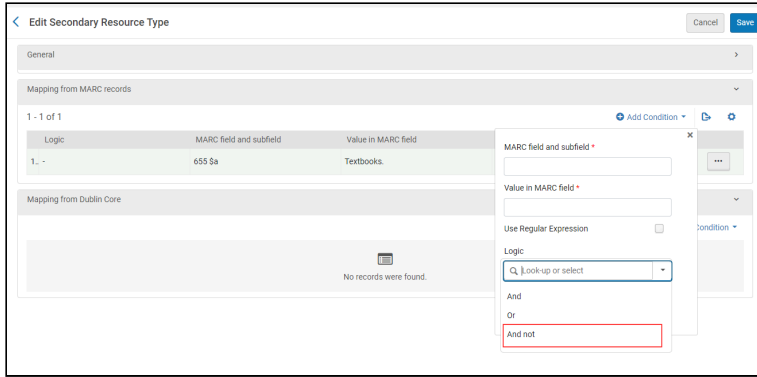 Edit Secondary Resource Type
Cancel
Save
General
Mapping from MARC records
1 - 1 of 1
Add Condition
Logic
MARC field and subfield
Value in MARC field
1.. -
655 $a
Textbooks.
MARC field and subfield *
Value in MARC field *
Use Regular Expression
Logic
Look-up or select
And
Or
And not
Mapping from Dublin Core
Condition
No records were found.